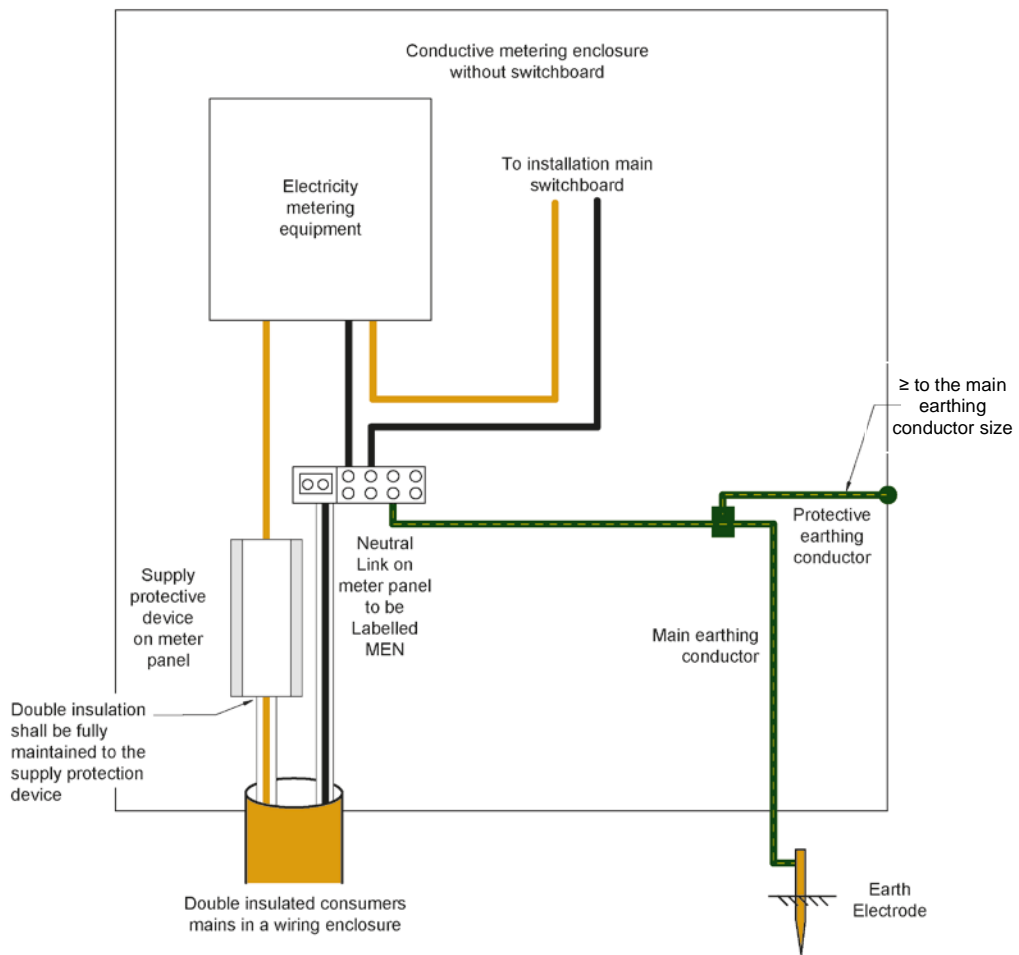 Conductive metering enclosure
without switchboard
Electricity
metering
equipment
To installation main
switchboard
≥ to the main
earthing
conductor size
Protective
earthing
conductor
Neutral
Link on
meter panel
to be
Labelled
MEN
Supply
protective
device
on meter
panel
Main earthing
conductor
Double insulation
shall be fully
maintained to the
supply protection
device
Double insulated consumers
mains in a wiring enclosure
Earth
Electrode